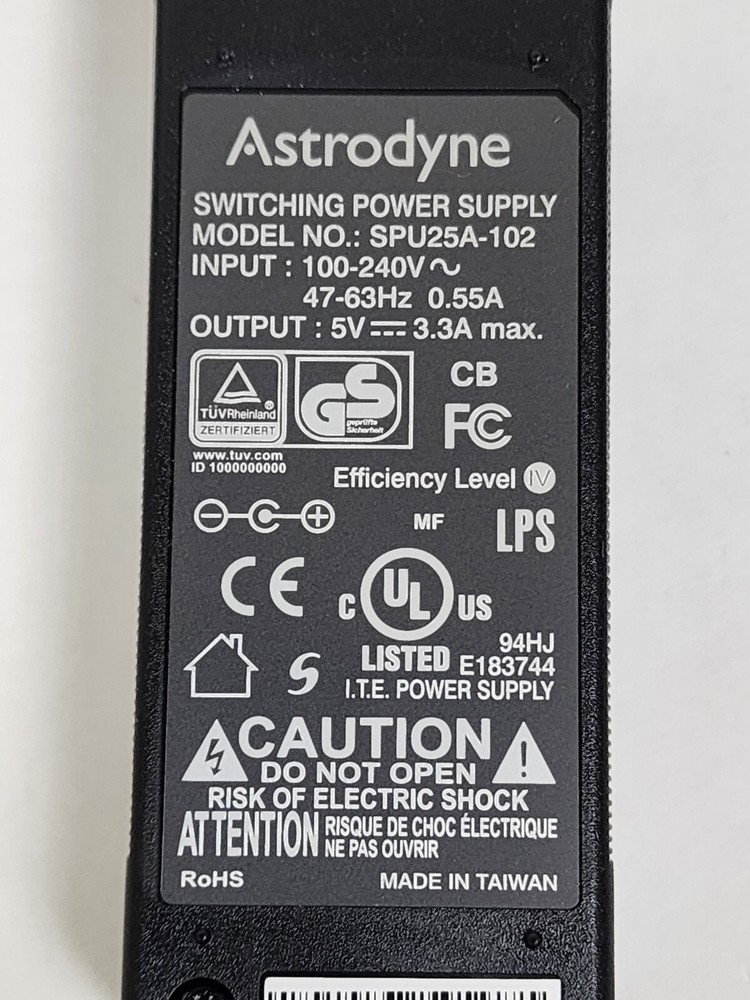 Astrodyne
SWITCHING POWER SUPPLY
MODEL NO.: SPU25A-102
INPUT : 100-240V~
47-63Hz 0.55A
OUTPUT : 5V⎓ 3.3A max.
TÜVRheinland®
ZERTIFIZIERT
GS
geprüfte
Sicherheit
CB
FC
www.tuv.com
ID 1000000000
Efficiency Level IV
MF
LPS
CE
C UL US
LISTED
94HJ
E183744
I.T.E. POWER SUPPLY
S
CAUTION
DO NOT OPEN
RISK OF ELECTRIC SHOCK
ATTENTION RISQUE DE CHOC ÉLECTRIQUE
NE PAS OUVRIR
RoHS
MADE IN TAIWAN